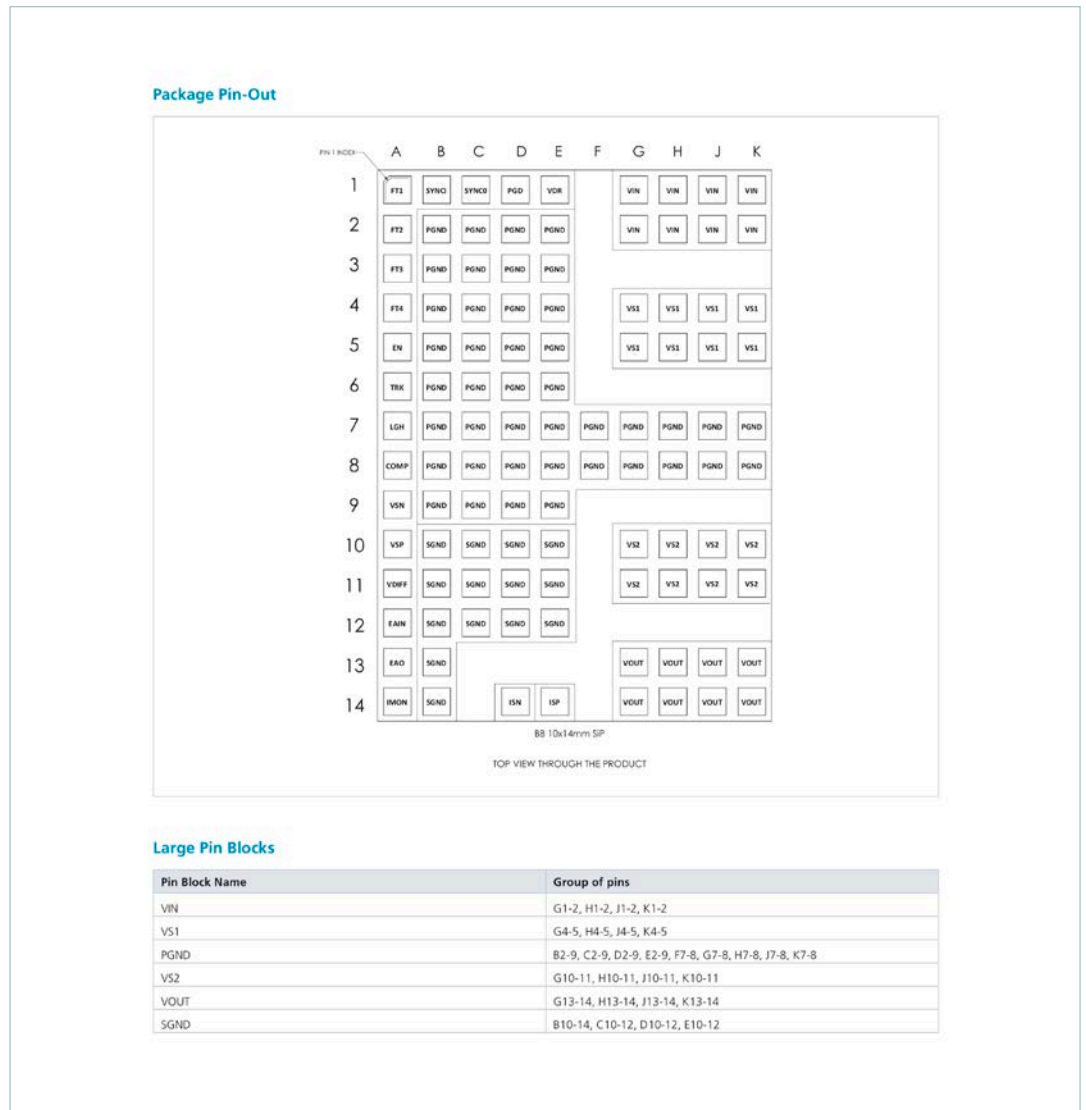 Package Pin-Out
PIN 1 INDEX
A B C D E F G H J K
1 FT1 SYNCI SYNCO PGD VDR VIN VIN VIN VIN
2 FT2 PGND PGND PGND PGND VIN VIN VIN VIN
3 FT3 PGND PGND PGND PGND
4 FT4 PGND PGND PGND PGND VS1 VS1 VS1 VS1
5 EN PGND PGND PGND PGND VS1 VS1 VS1 VS1
6 TRK PGND PGND PGND PGND
7 LGH PGND PGND PGND PGND PGND PGND PGND PGND PGND
8 COMP PGND PGND PGND PGND PGND PGND PGND PGND PGND
9 VSN PGND PGND PGND PGND
10 VSP SGND SGND SGND SGND VS2 VS2 VS2 VS2
11 VDIFF SGND SGND SGND SGND VS2 VS2 VS2 VS2
12 EAIN SGND SGND SGND SGND
13 EAO SGND VOUT VOUT VOUT VOUT
14 IMON SGND ISN ISP VOUT VOUT VOUT VOUT
BB 10x14mm SiP
TOP VIEW THROUGH THE PRODUCT
Large Pin Blocks
Pin Block Name Group of pins
VIN G1-2, H1-2, J1-2, K1-2
VS1 G4-5, H4-5, J4-5, K4-5
PGND B2-9, C2-9, D2-9, E2-9, F7-8, G7-8, H7-8, J7-8, K7-8
VS2 G10-11, H10-11, J10-11, K10-11
VOUT G13-14, H13-14, J13-14, K13-14
SGND B10-14, C10-12, D10-12, E10-12